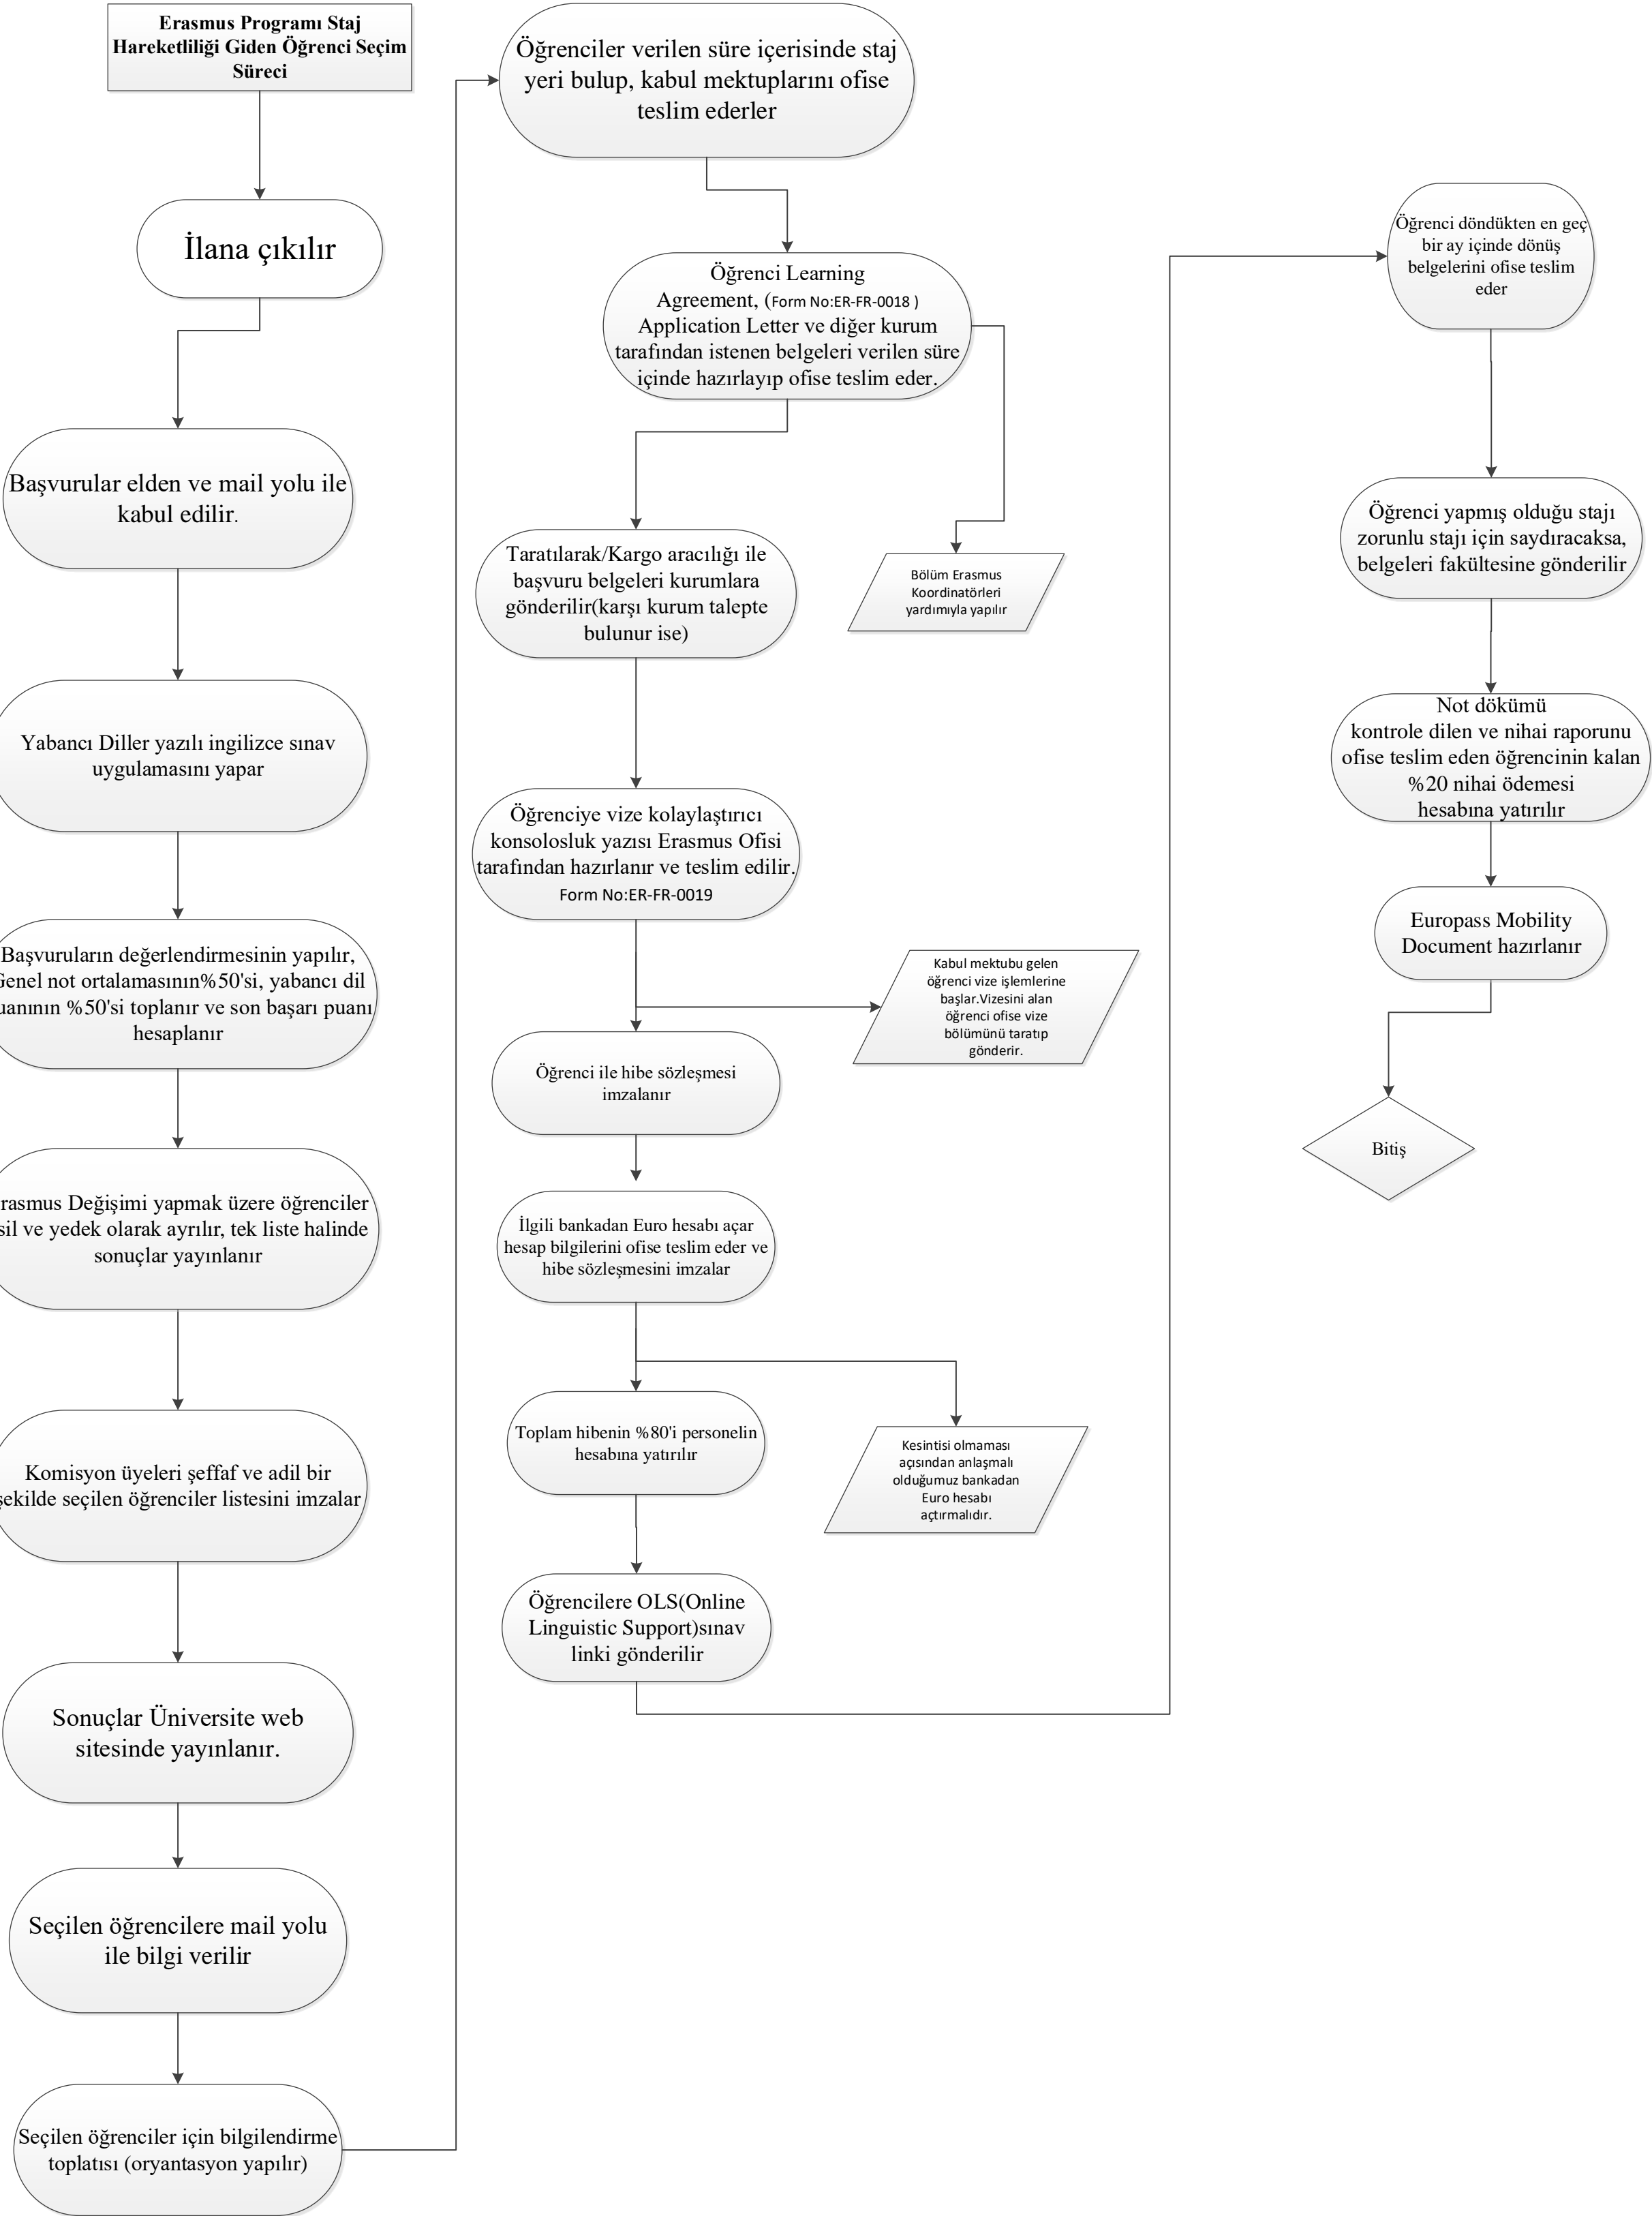 Erasmus Programı Staj
Hareketliliği Giden Öğrenci Seçim
Süreci
İlana çıkılır
Başvurular elden ve mail yolu ile
kabul edilir.
Yabancı Diller yazılı ingilizce sınav
uygulamasını yapar
Başvuruların değerlendirmesinin yapılır,
Genel not ortalamasının%50'si, yabancı dil
uanının %50'si toplanır ve son başarı puanı
hesaplanır
rasmus Değişimi yapmak üzere öğrenciler
sil ve yedek olarak ayrılır, tek liste halinde
sonuçlar yayınlanır
Komisyon üyeleri şeffaf ve adil bir
şekilde seçilen öğrenciler listesini imzalar
Sonuçlar Üniversite web
sitesinde yayınlanır.
Seçilen öğrencilere mail yolu
ile bilgi verilir
Seçilen öğrenciler için bilgilendirme
toplatısı (oryantasyon yapılır)
Öğrenciler verilen süre içerisinde staj
yeri bulup, kabul mektuplarını ofise
teslim ederler
Öğrenci Learning
Agreement, (Form No:ER-FR-0018 )
Application Letter ve diğer kurum
tarafından istenen belgeleri verilen süre
içinde hazırlayıp ofise teslim eder.
Bölüm Erasmus
Koordinatörleri
yardımıyla yapılır
Taratılarak/Kargo aracılığı ile
başvuru belgeleri kurumlara
gönderilir(karşı kurum talepte
bulunur ise)
Öğrenciye vize kolaylaştırıcı
konsolosluk yazısı Erasmus Ofisi
tarafından hazırlanır ve teslim edilir.
Form No:ER-FR-0019
Kabul mektubu gelen
öğrenci vize işlemlerine
başlar.Vizesini alan
öğrenci ofise vize
bölümünü taratıp
gönderir.
Öğrenci ile hibe sözleşmesi
imzalanır
İlgili bankadan Euro hesabı açar
hesap bilgilerini ofise teslim eder ve
hibe sözleşmesini imzalar
Toplam hibenin %80'i personelin
hesabına yatırılır
Kesintisi olmaması
açısından anlaşmalı
olduğumuz bankadan
Euro hesabı
açtırmalıdır.
Öğrencilere OLS(Online
Linguistic Support)sınav
linki gönderilir
Öğrenci döndükten en geç
bir ay içinde dönüş
belgelerini ofise teslim
eder
Öğrenci yapmış olduğu stajı
zorunlu stajı için saydıracaksa,
belgeleri fakültesine gönderilir
Not dökümü
kontrole dilen ve nihai raporunu
ofise teslim eden öğrencinin kalan
%20 nihai ödemesi
hesabına yatırılır
Europass Mobility
Document hazırlanır
Bitiş